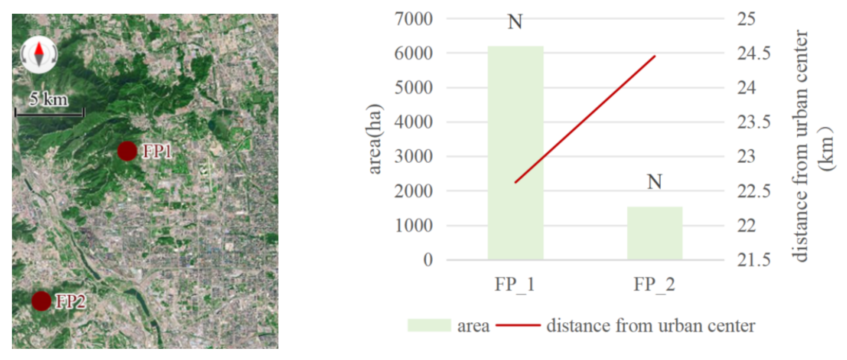 5 km
FP1
FP2
7000
6000
5000
4000
3000
2000
1000
0
area(ha)
N
N
25
24.5
24
23.5
23
22.5
22
21.5
distance from urban center
(km)
FP_1
FP_2
area
distance from urban center